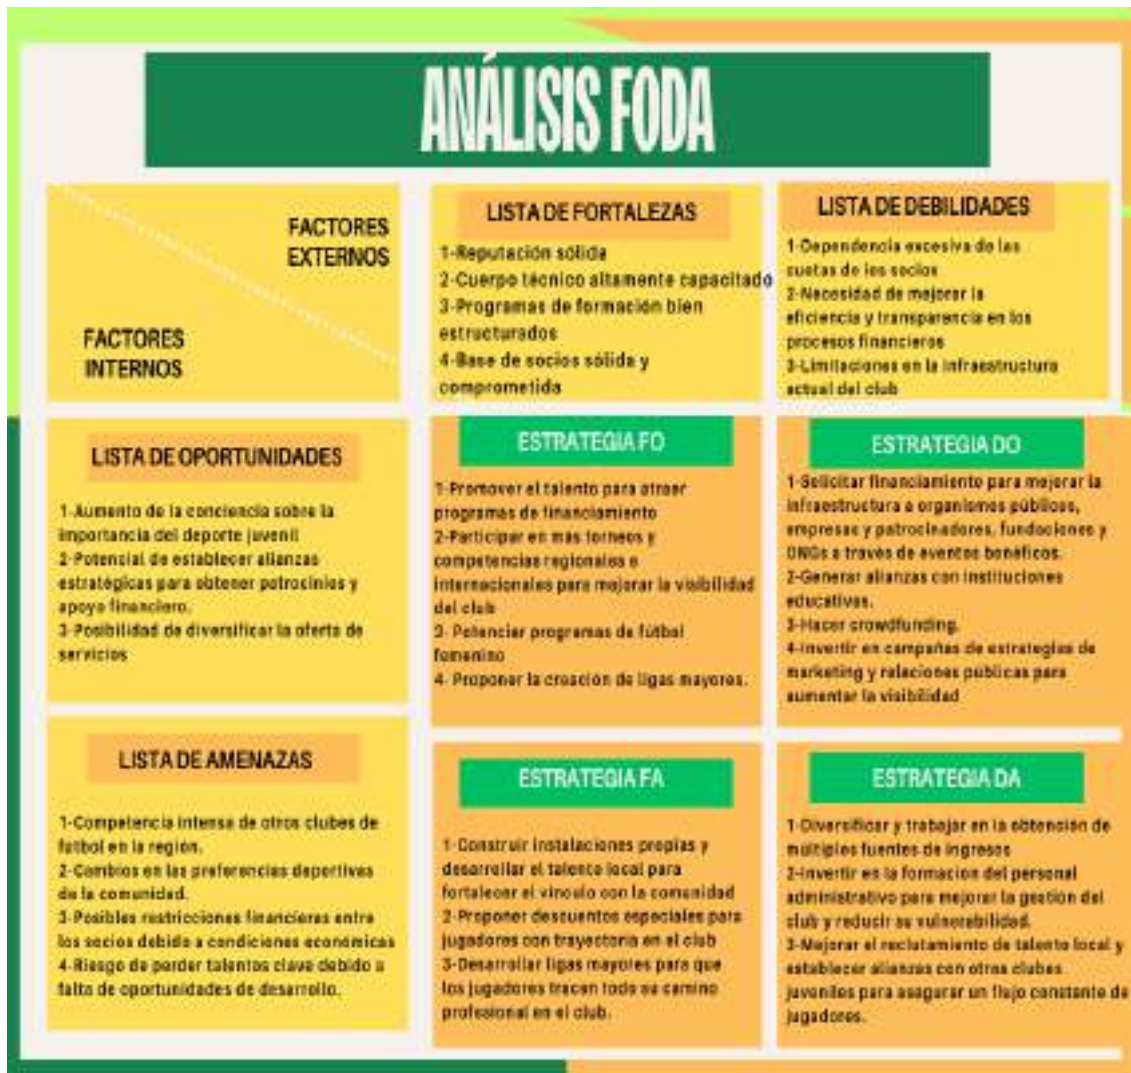 ANÁLISIS FODA
FACTORES
EXTERNOS
FACTORES
INTERNOS
LISTA DE FORTALEZAS
1-Reputación sólida
2-Cuerpo técnico altamente capacitado
3-Programas de formación bien
estructurados
4-Base de socios sólida y
comprometida
LISTA DE DEBILIDADES
1-Dependencia excesiva de las
cuotas de los socios
2-Necesidad de mejorar la
eficiencia y transparencia en los
procesos financieros
3-Limitaciones en la infraestructura
actual del club
LISTA DE OPORTUNIDADES
1-Aumento de la conciencia sobre la
importancia del deporte juvenil
2-Potencial de establecer alianzas
estratégicas para obtener patrocinios y
apoyo financiero.
3-Posibilidad de diversificar la oferta de
servicios
ESTRATEGIA FO
1-Promover el talento para atraer
programas de financiamiento
2-Participar en más torneos y
competencias regionales e
internacionales para mejorar la visibilidad
del club
3- Potenciar programas de fútbol
femenino
4- Proponer la creación de ligas mayores.
ESTRATEGIA DO
1-Solicitar financiamiento para mejorar la
infraestructura a organismos públicos,
empresas y patrocinadores, fundaciones y
ONGs a través de eventos benéficos.
2-Generar alianzas con instituciones
educativas.
3-Hacer crowdfunding.
4-Invertir en campañas de estrategias de
marketing y relaciones públicas para
aumentar la visibilidad
LISTA DE AMENAZAS
1-Competencia intensa de otros clubes de
fútbol en la región.
2-Cambios en las preferencias deportivas
de la comunidad.
3-Posibles restricciones financieras entre
los socios debido a condiciones económicas
4-Riesgo de perder talentos clave debido a
falta de oportunidades de desarrollo.
ESTRATEGIA FA
1-Construir instalaciones propias y
desarrollar el talento local para
fortalecer el vínculo con la comunidad
2-Proponer descuentos especiales para
jugadores con trayectoria en el club
3-Desarrollar ligas mayores para que
los jugadores tracen todo su camino
profesional en el club.
ESTRATEGIA DA
1-Diversificar y trabajar en la obtención de
múltiples fuentes de ingresos
2-Invertir en la formación del personal
administrativo para mejorar la gestión del
club y reducir su vulnerabilidad.
3-Mejorar el reclutamiento de talento local y
establecer alianzas con otros clubes
juveniles para asegurar un flujo constante de
jugadores.